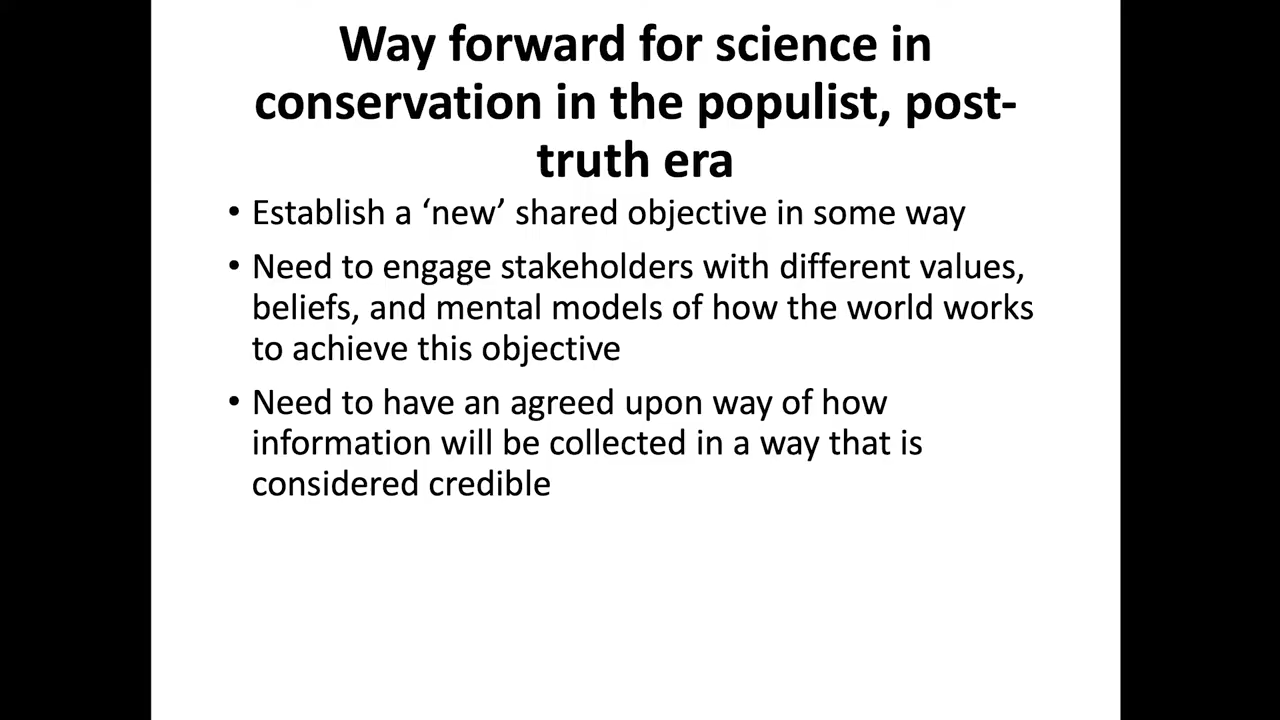 Way forward for science in
conservation in the populist, post-
truth era
• Establish a ‘new’ shared objective in some way
• Need to engage stakeholders with different values,
beliefs, and mental models of how the world works
to achieve this objective
• Need to have an agreed upon way of how
information will be collected in a way that is
considered credible